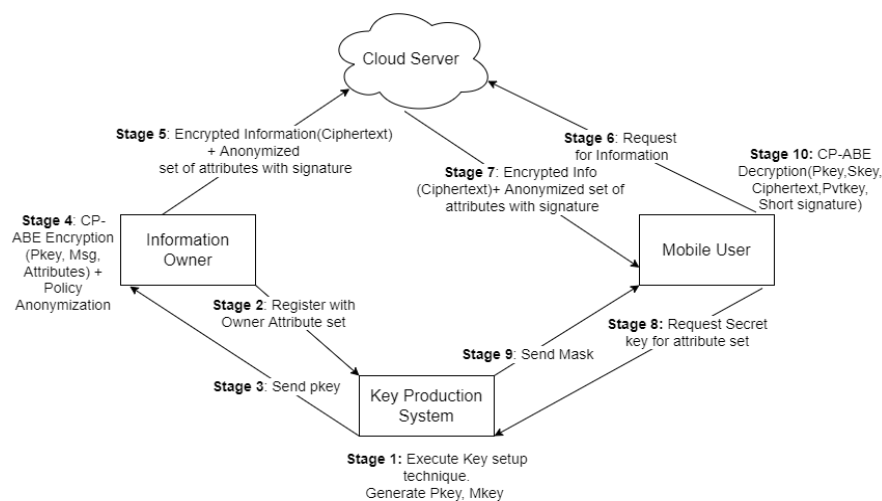 Cloud Server
Stage 5: Encrypted Information(Ciphertext)
+ Anonymized
set of attributes with signature
Stage 6: Request
for Information
Stage 7: Encrypted Info
(Ciphertext)+ Anonymized set of
attributes with signature
Stage 10: CP-ABE
Decryption(Pkey,Skey,
Ciphertext,Pvtkey,
Short signature)
Stage 4: CP-
ABE Encryption
(Pkey, Msg,
Attributes) +
Policy
Anonymization
Information
Owner
Mobile User
Stage 2: Register with
Owner Attribute set
Stage 8: Request Secret
key for attribute set
Stage 9: Send Mask
Stage 3: Send pkey
Key Production
System
Stage 1: Execute Key setup
technique.
Generate Pkey, Mkey